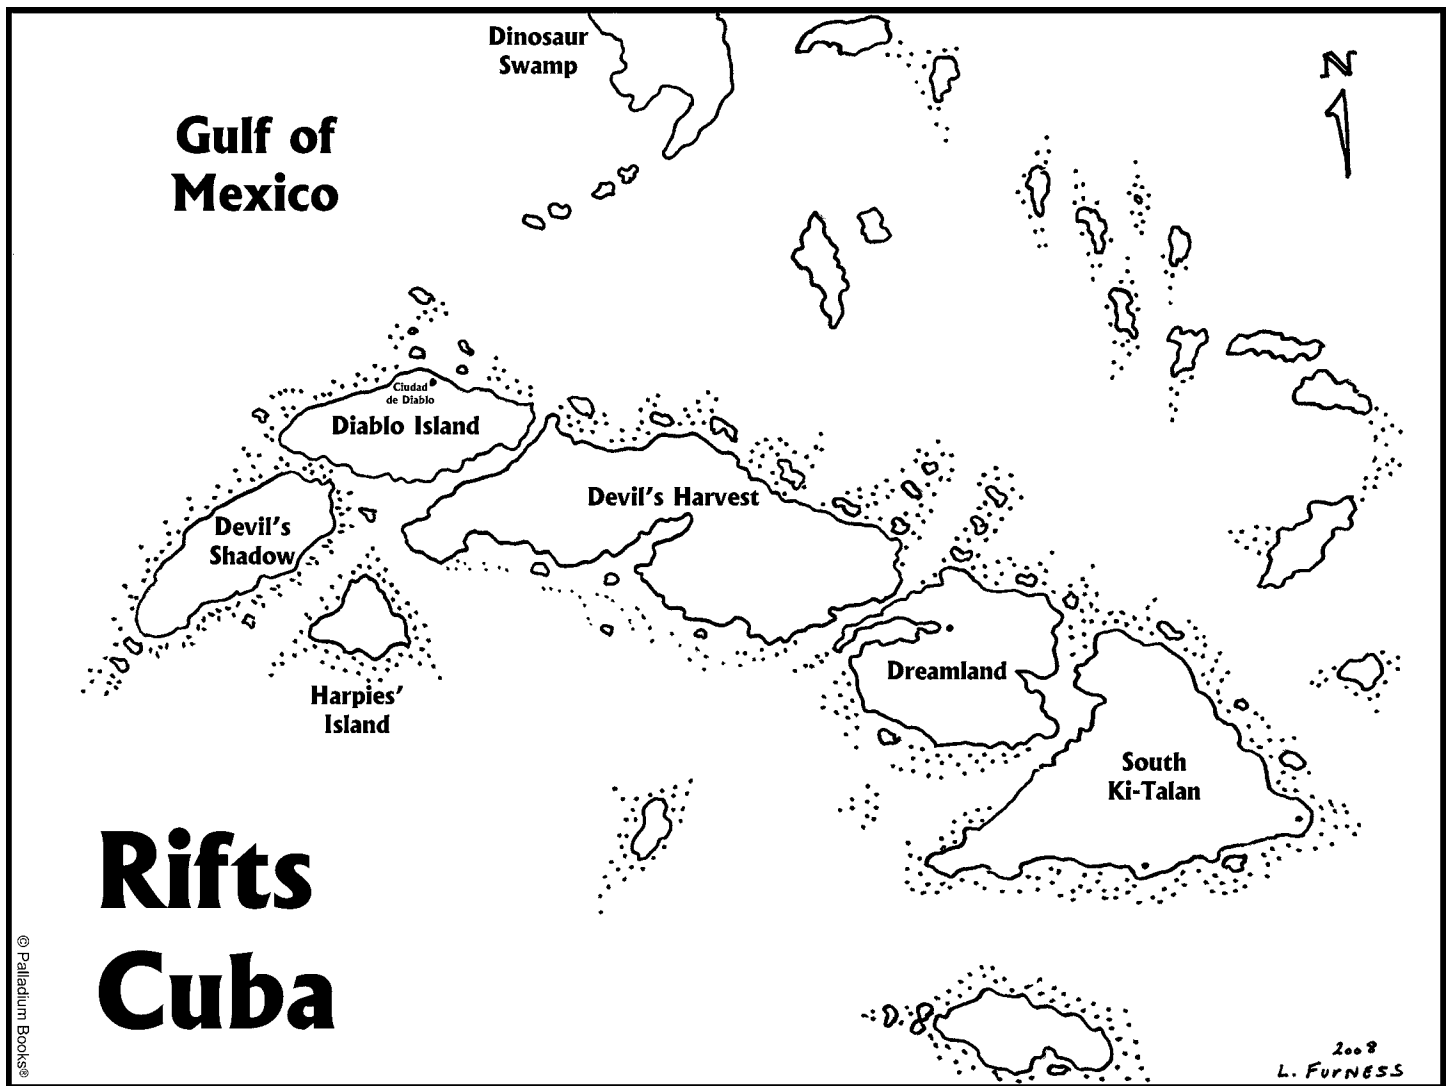 Dinosaur
Swamp
N
Gulf of
Mexico
Ciudad
de Diablo
Diablo Island
Devil's Harvest
Devil's
Shadow
Dreamland
Harpies'
Island
South
Ki-Talan
Rifts
Cuba
© Palladium Books®
2008
L. FURNESS